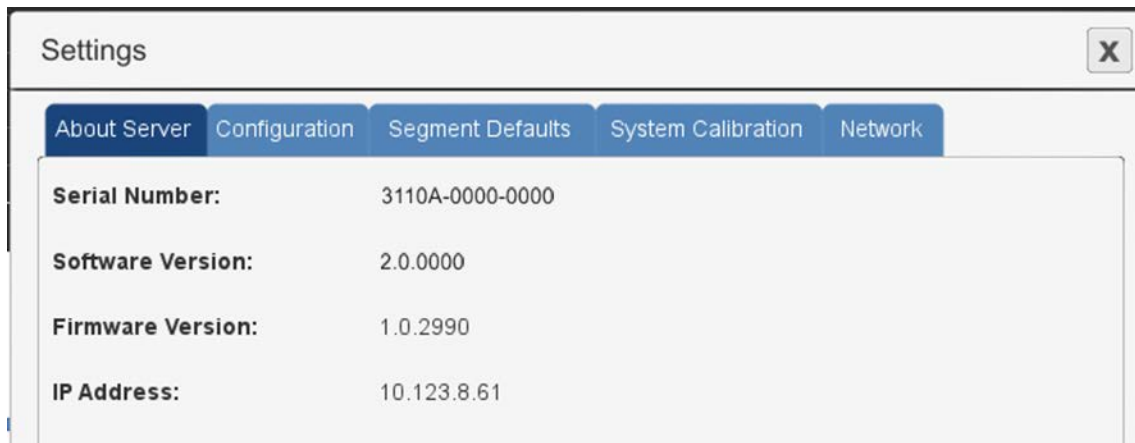 Settings
X
About Server Configuration Segment Defaults System Calibration Network
Serial Number: 3110A-0000-0000
Software Version: 2.0.0000
Firmware Version: 1.0.2990
IP Address: 10.123.8.61